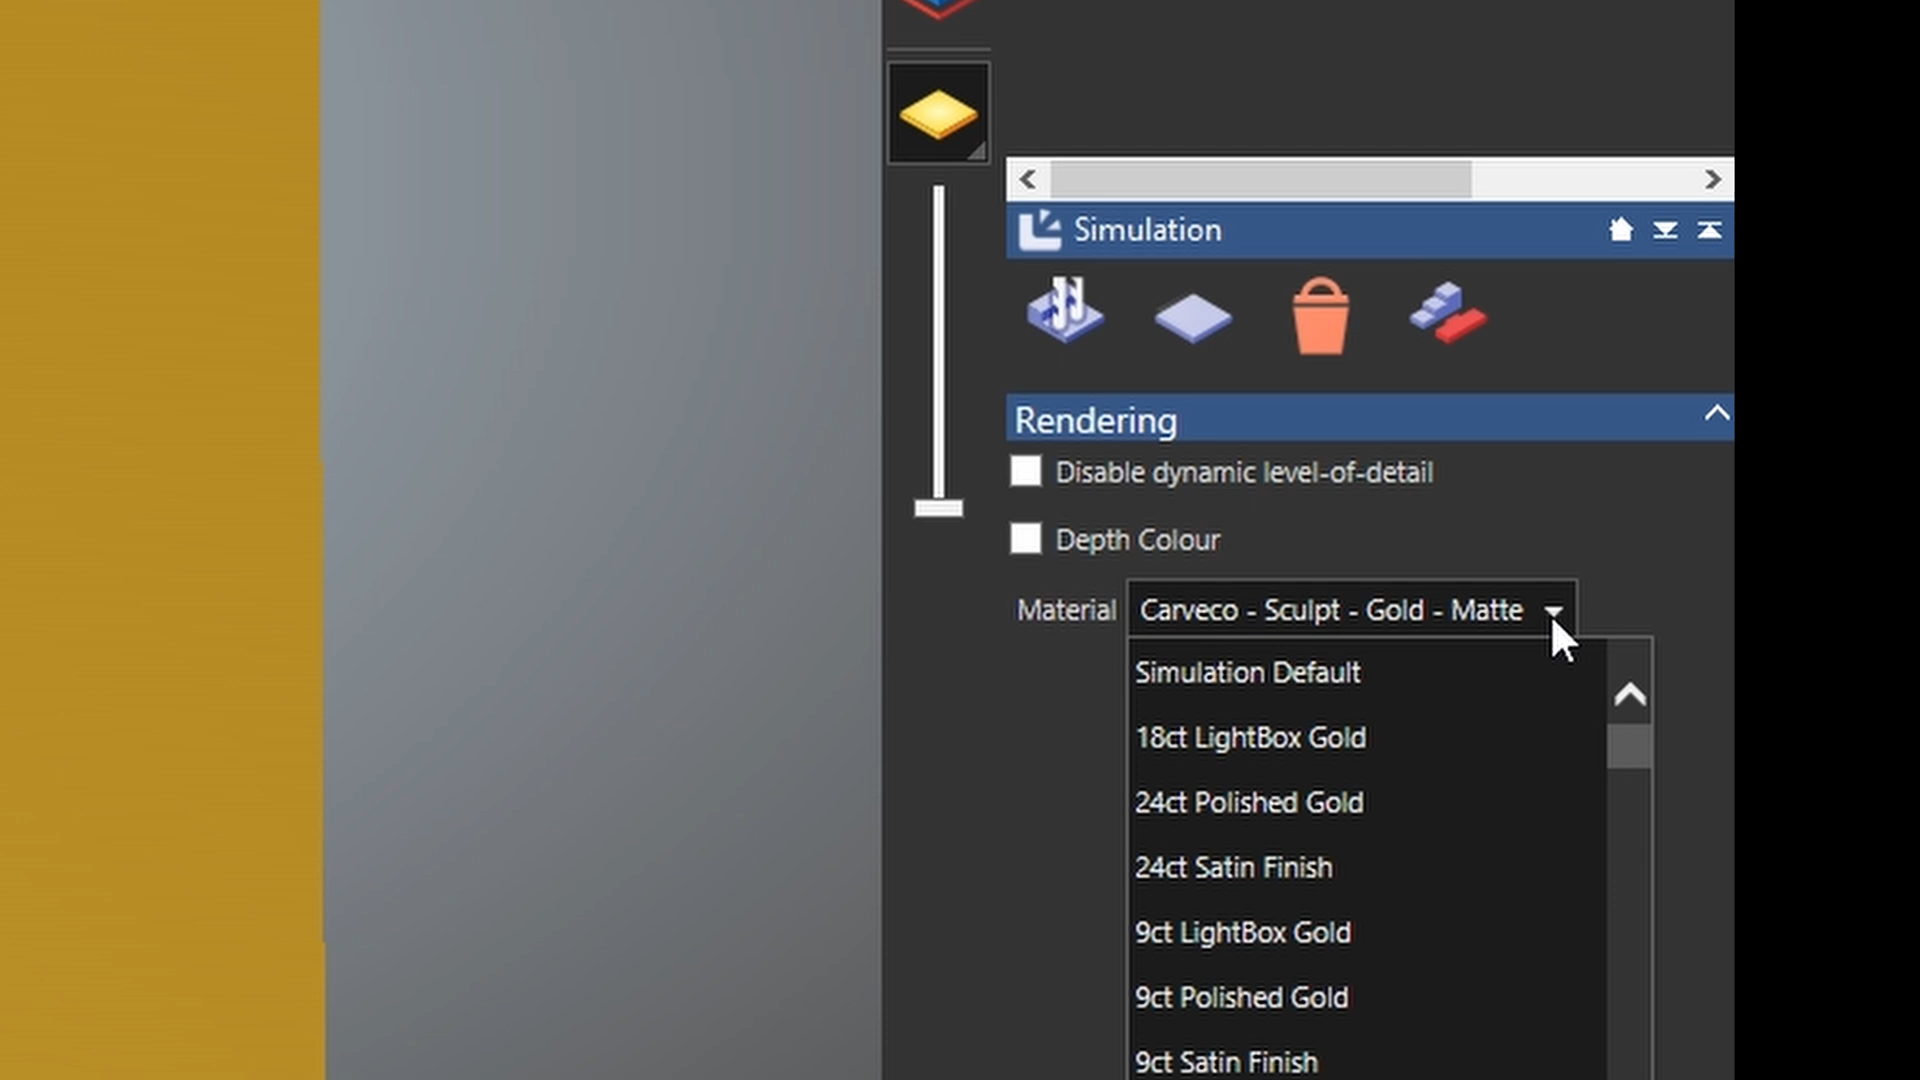 Simulation
Rendering
Disable dynamic level-of-detail
Depth Colour
Material Carveco - Sculpt - Gold - Matte
Simulation Default
18ct LightBox Gold
24ct Polished Gold
24ct Satin Finish
9ct LightBox Gold
9ct Polished Gold
9ct Satin Finish